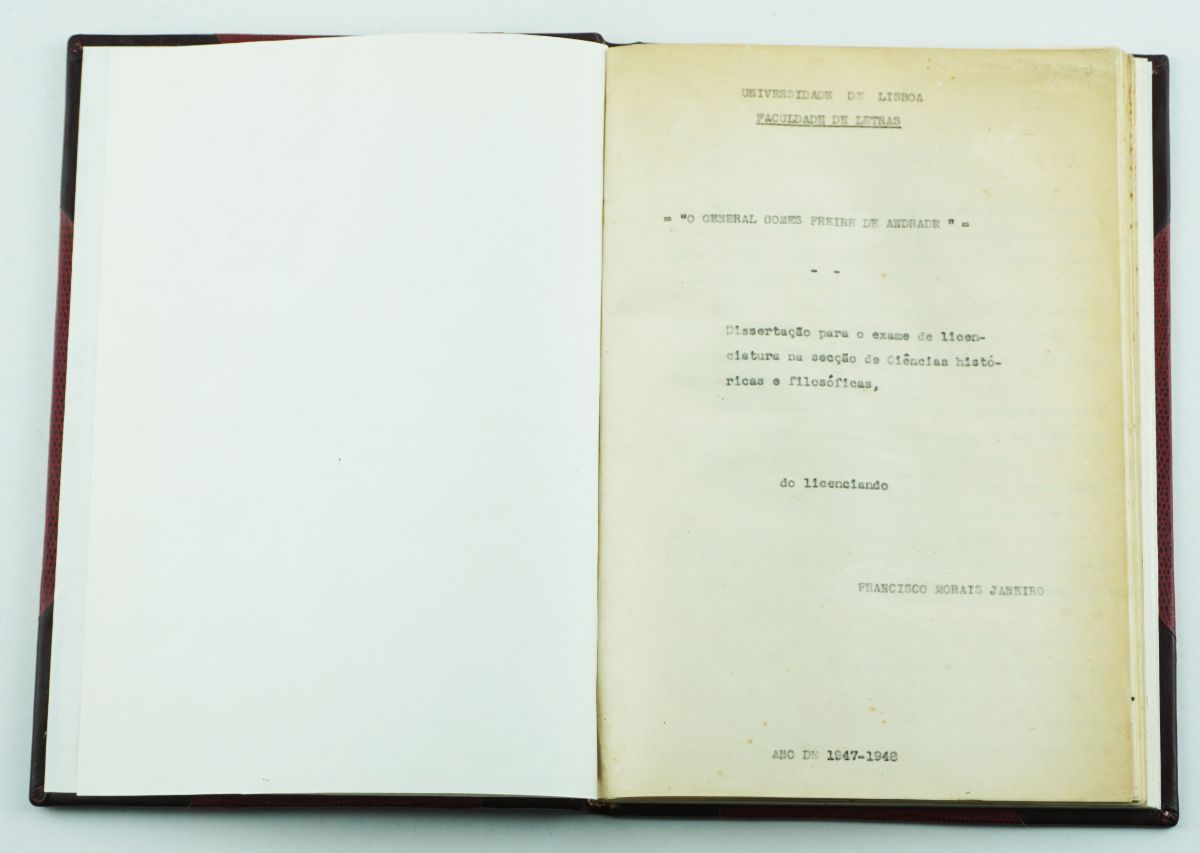 UNIVERSIDADE DE LISBOA
FACULDADE DE LETRAS
= "O GENERAL GOMES FREIRE DE ANDRADE " =
- -
Dissertação para o exame de licen-
ciatura na secção de Ciências histó-
ricas e filosóficas,
do licenciando
FRANCISCO MORAIS JANEIRO
ANO DE 1947-1948